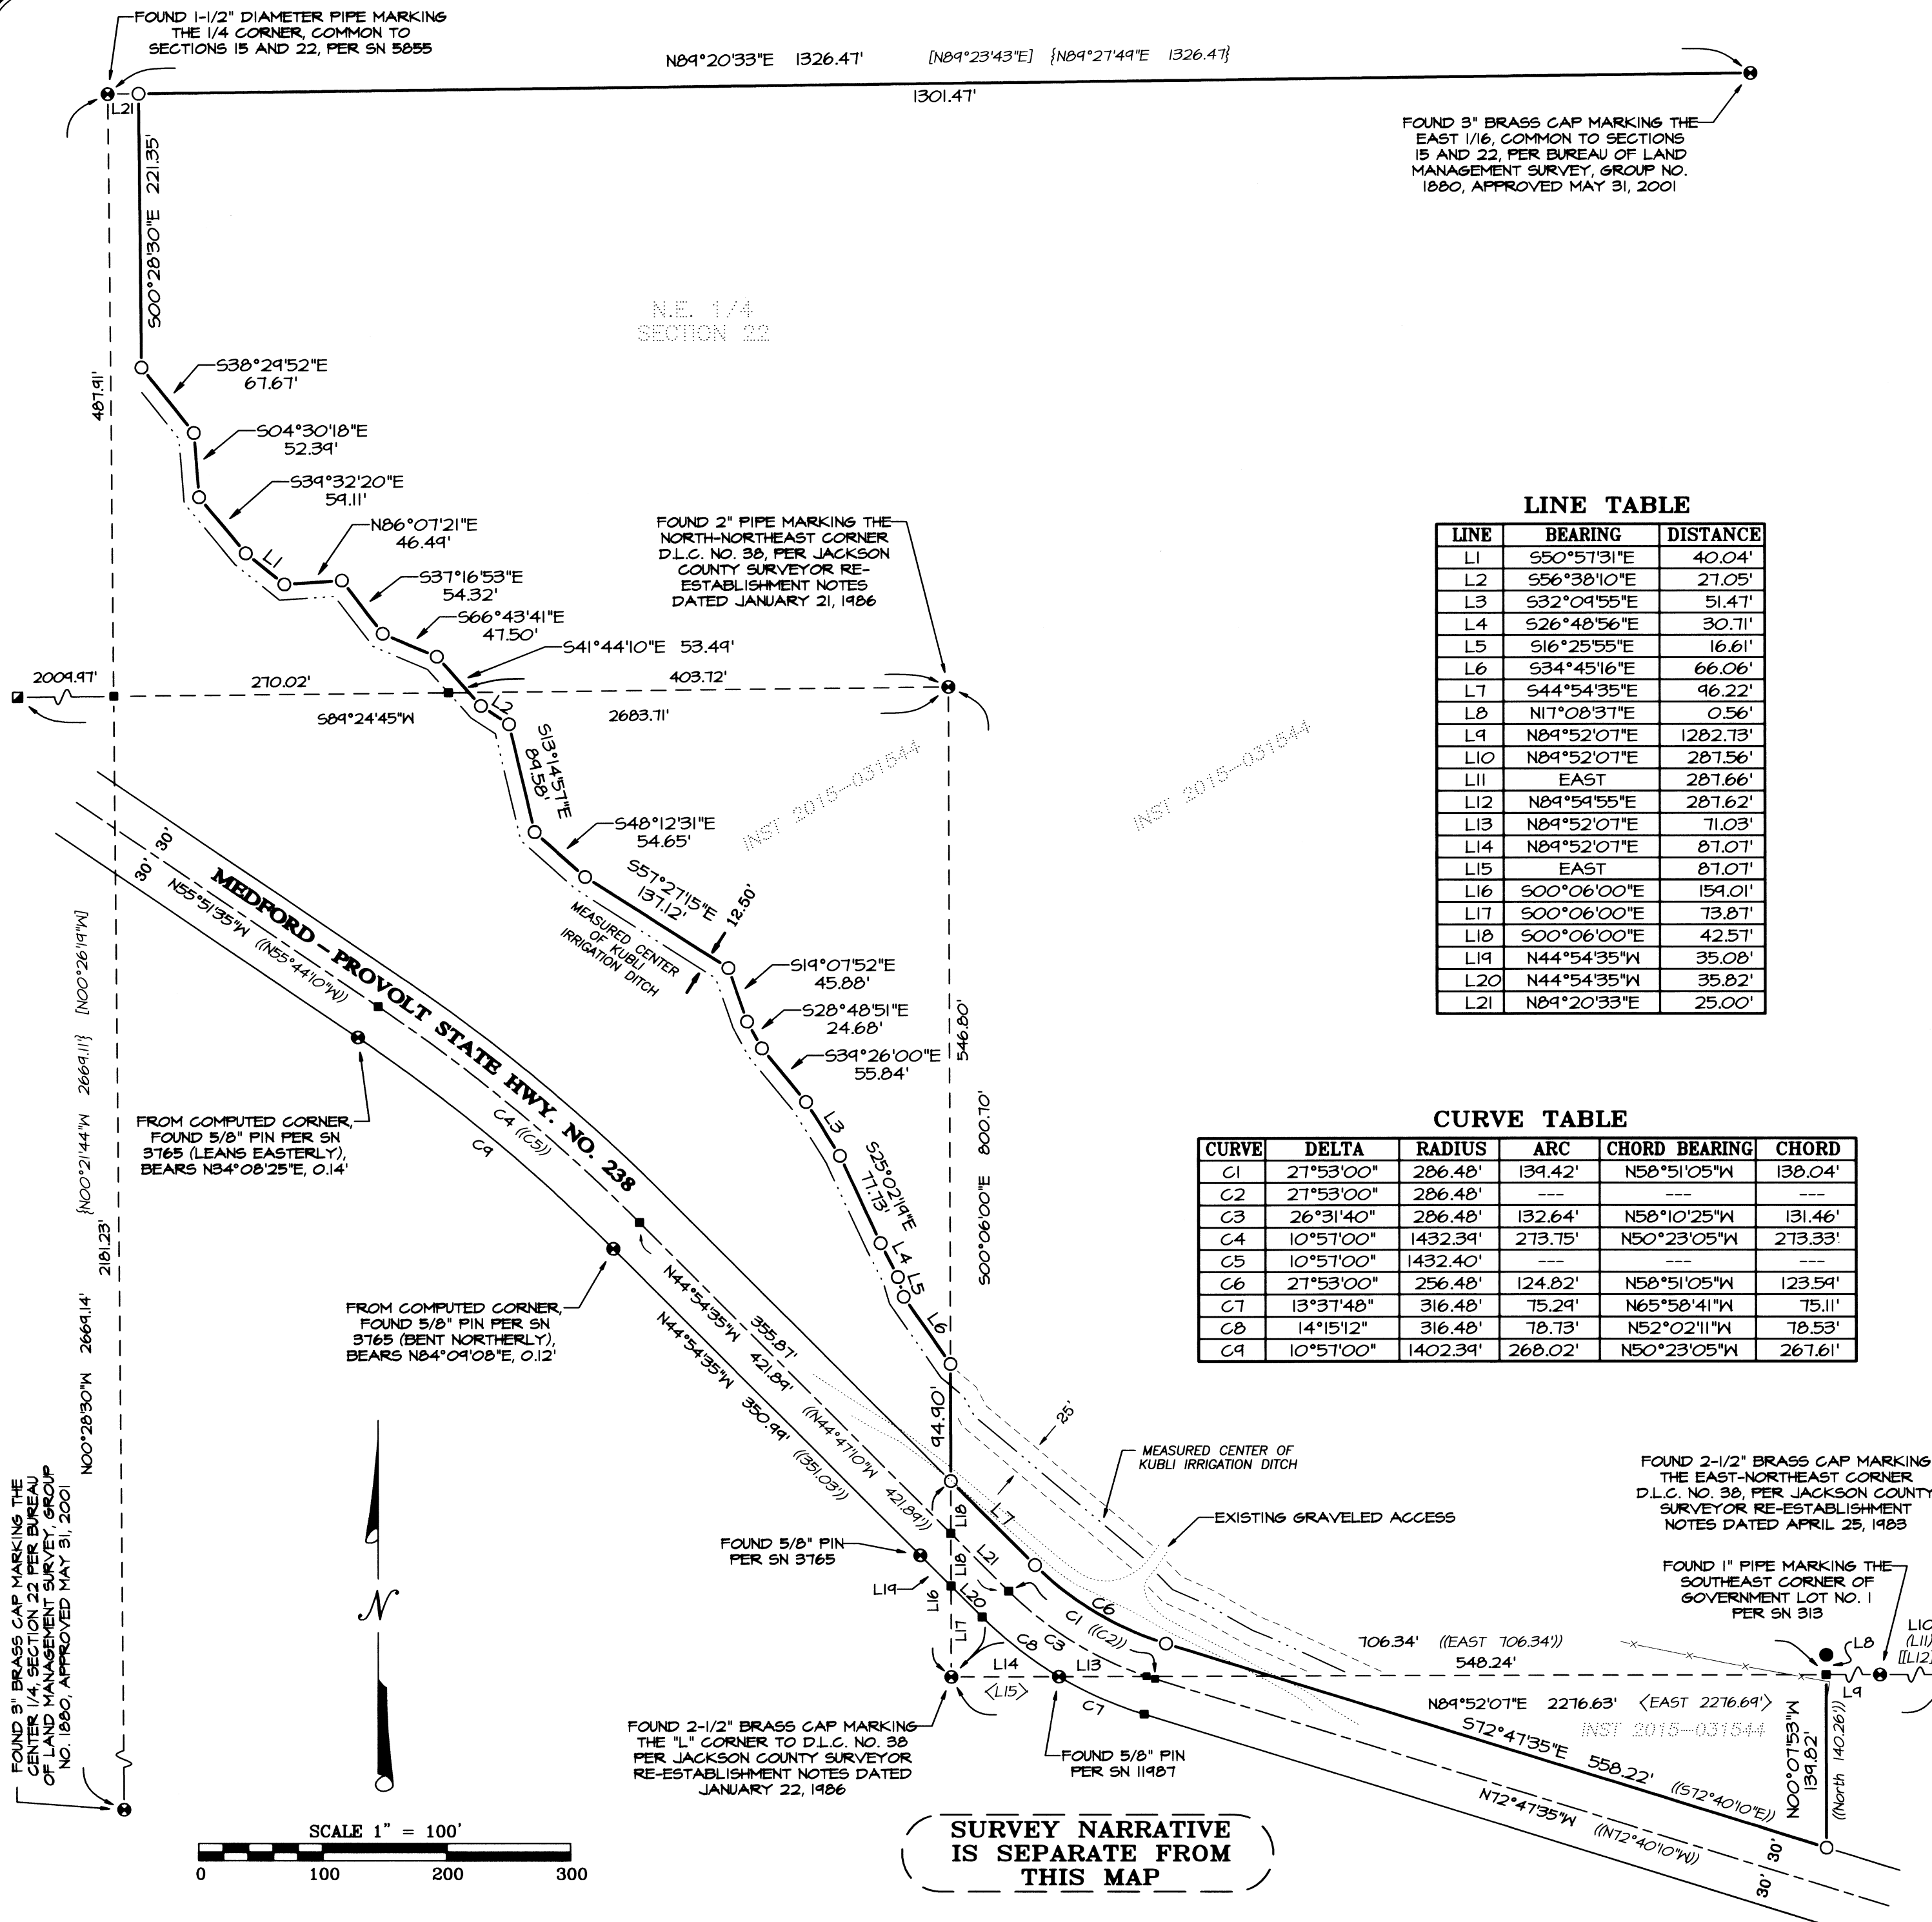 FOUND 1-1/2" DIAMETER PIPE MARKING
THE 1/4 CORNER, COMMON TO
SECTIONS 15 AND 22, PER SN 5855
N89°20'33"E 1326.47' [N89°23'43"E] {N89°27'49"E 1326.47}
1301.47'
L21
FOUND 3" BRASS CAP MARKING THE
EAST 1/16, COMMON TO SECTIONS
15 AND 22, PER BUREAU OF LAND
MANAGEMENT SURVEY, GROUP NO.
1880, APPROVED MAY 31, 2001
S00°28'30"E 221.35'
N.E. 1/4
SECTION 22
487.91'
S38°29'52"E
67.67'
S04°30'18"E
52.39'
S39°32'20"E
59.11'
L1
N86°07'21"E
46.49'
S37°16'53"E
54.32'
S66°43'41"E
47.50'
S41°44'10"E 53.49'
FOUND 2" PIPE MARKING THE
NORTH-NORTHEAST CORNER
D.L.C. NO. 38, PER JACKSON
COUNTY SURVEYOR RE-
ESTABLISHMENT NOTES
DATED JANUARY 21, 1986
2009.97'
270.02'
403.72'
S89°24'45"W
2683.71'
L2
S13°14'57"E
89.58'
S48°12'31"E
54.65'
INST 2015-031544
INST 2015-031544
S57°27'15"E
137.12'
12.50'
MEASURED CENTER
OF KUBLI
IRRIGATION DITCH
S19°07'52"E
45.88'
S28°48'51"E
24.68'
S39°26'00"E
55.84'
L3
S25°02'19"E
77.73'
L4
L5
L6
546.80'
S00°06'00"E 800.70'
LINE TABLE
LINE BEARING DISTANCE
L1 S50°57'31"E 40.04'
L2 S56°38'10"E 27.05'
L3 S32°09'55"E 51.47'
L4 S26°48'56"E 30.71'
L5 S16°25'55"E 16.61'
L6 S34°45'16"E 66.06'
L7 S44°54'35"E 96.22'
L8 N17°08'37"E 0.56'
L9 N89°52'07"E 1282.73'
L10 N89°52'07"E 287.56'
L11 EAST 287.66'
L12 N89°59'55"E 287.62'
L13 N89°52'07"E 71.03'
L14 N89°52'07"E 87.07'
L15 EAST 87.07'
L16 S00°06'00"E 159.01'
L17 S00°06'00"E 73.87'
L18 S00°06'00"E 42.57'
L19 N44°54'35"W 35.08'
L20 N44°54'35"W 35.82'
L21 N89°20'33"E 25.00'
CURVE TABLE
CURVE DELTA RADIUS ARC CHORD BEARING CHORD
C1 27°53'00" 286.48' 139.42' N58°51'05"W 138.04'
C2 27°53'00" 286.48' --- --- ---
C3 26°31'40" 286.48' 132.64' N58°10'25"W 131.46'
C4 10°57'00" 1432.39' 273.75' N50°23'05"W 273.33'
C5 10°57'00" 1432.40' --- --- ---
C6 27°53'00" 256.48' 124.82' N58°51'05"W 123.59'
C7 13°37'48" 316.48' 75.29' N65°58'41"W 75.11'
C8 14°15'12" 316.48' 78.73' N52°02'11"W 78.53'
C9 10°57'00" 1402.39' 268.02' N50°23'05"W 267.61'
30' 30'
MEDFORD - PROVOLT STATE HWY. NO. 238
N55°51'35"W ((N55°44'10"W))
C4 ((C5))
C9
FROM COMPUTED CORNER,
FOUND 5/8" PIN PER SN
3765 (LEANS EASTERLY),
BEARS N34°08'25"E, 0.14'
FROM COMPUTED CORNER,
FOUND 5/8" PIN PER SN
3765 (BENT NORTHERLY),
BEARS N84°09'08"E, 0.12'
N00°28'30"W 2669.14' {N00°21'44"W 2669.11'} [N00°26'19"W]
2181.23'
355.87'
N44°54'35"W 421.89' ((N44°47'10"W 421.89'))
N44°54'35"W 350.99' ((351.03'))
94.90'
25'
MEASURED CENTER OF
KUBLI IRRIGATION DITCH
EXISTING GRAVELED ACCESS
FOUND 3" BRASS CAP MARKING THE
CENTER 1/4, SECTION 22 PER BUREAU
OF LAND MANAGEMENT SURVEY, GROUP
NO. 1880, APPROVED MAY 31, 2001
N
FOUND 5/8" PIN
PER SN 3765
L18
L18
L7
L21
L19
L16
L20
L17
C8
C3
C1 ((C2))
C6
L14
L13
<L15>
C7
FOUND 2-1/2" BRASS CAP MARKING
THE EAST-NORTHEAST CORNER
D.L.C. NO. 38, PER JACKSON COUNTY
SURVEYOR RE-ESTABLISHMENT
NOTES DATED APRIL 25, 1983
FOUND 1" PIPE MARKING THE
SOUTHEAST CORNER OF
GOVERNMENT LOT NO. 1
PER SN 313
L8
L10
(L11)
[[L12]
L9
706.34' ((EAST 706.34'))
548.24'
N89°52'07"E 2276.63' <EAST 2276.69'>
INST 2015-031544
S72°47'35"E 558.22' ((S72°40'10"E))
N72°47'35"W ((N72°40'10"W))
N00°07'53"W
139.82'
((North 140.26'))
30' 30'
FOUND 2-1/2" BRASS CAP MARKING
THE "L" CORNER TO D.L.C. NO. 38
PER JACKSON COUNTY SURVEYOR
RE-ESTABLISHMENT NOTES DATED
JANUARY 22, 1986
FOUND 5/8" PIN
PER SN 11987
SCALE 1" = 100'
0 100 200 300
SURVEY NARRATIVE
IS SEPARATE FROM
THIS MAP